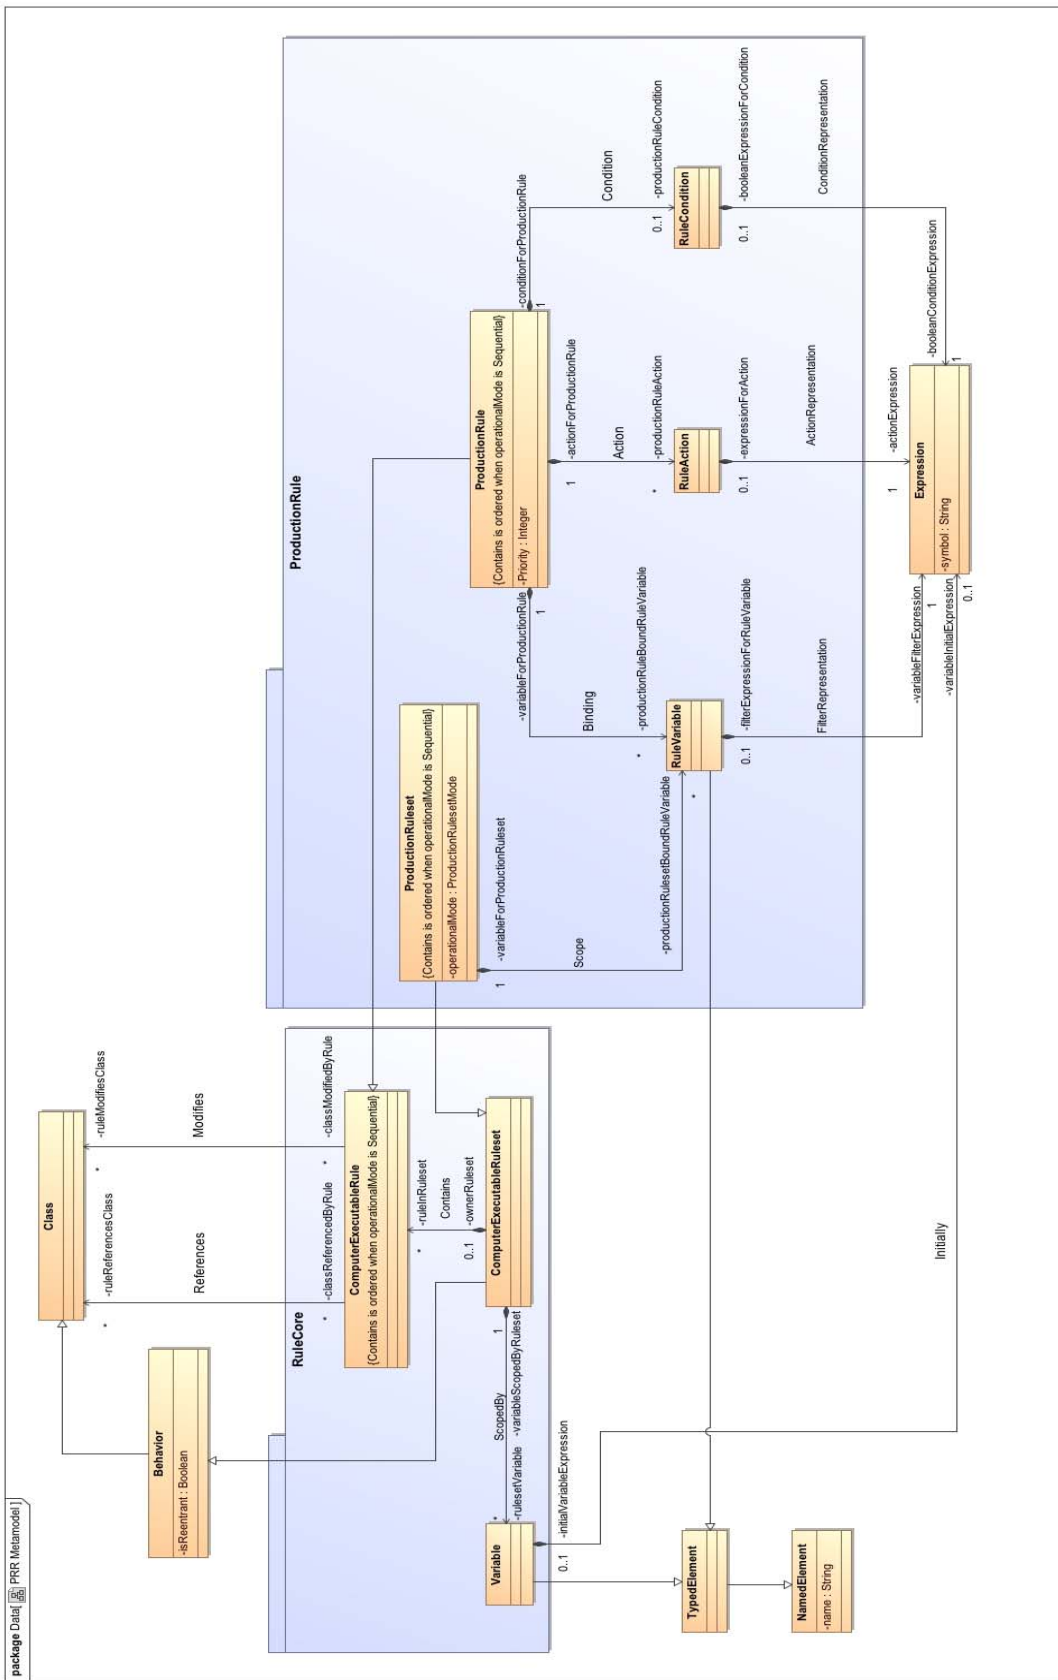 package Data[ PRR Metamodel ]
Class
-ruleReferencesClass
*
References
-classReferencedByRule
*
-ruleModifiesClass
*
Modifies
-classModifiedByRule
*
Behavior
-isReentrant : Boolean
RuleCore
ComputerExecutableRule
{Contains is ordered when operationalMode is Sequential}
-ruleInRuleset
*
Contains
-ownerRuleset
0..1
ComputerExecutableRuleset
1
-variableScopedByRuleset
ScopedBy
-rulesetVariable
*
Variable
-initialVariableExpression
0..1
TypedElement
NamedElement
-name : String
Initially
ProductionRule
ProductionRuleset
{Contains is ordered when operationalMode is Sequential}
-operationalMode : ProductionRulesetMode
-variableForProductionRuleset
1
Scope
-productionRulesetBoundRuleVariable
*
ProductionRule
{Contains is ordered when operationalMode is Sequential}
-Priority : Integer
-variableForProductionRule
1
Binding
-productionRuleBoundRuleVariable
*
RuleVariable
-filterExpressionForRuleVariable
0..1
FilterRepresentation
-variableFilterExpression
1
-variableInitialExpression
0..1
-actionForProductionRule
1
Action
-productionRuleAction
*
RuleAction
-expressionForAction
0..1
ActionRepresentation
-actionExpression
1
-conditionForProductionRule
1
Condition
-productionRuleCondition
0..1
RuleCondition
-booleanExpressionForCondition
0..1
ConditionRepresentation
-booleanConditionExpression
1
Expression
-symbol : String